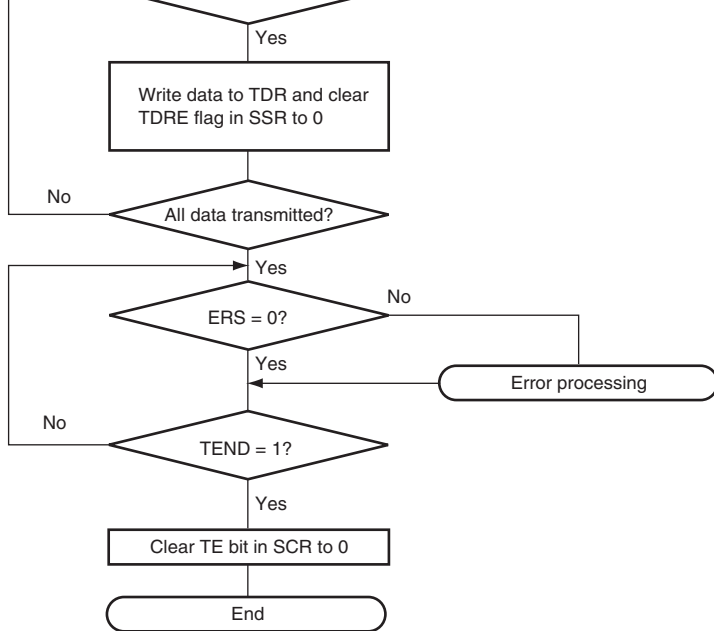 Yes
Write data to TDR and clear
TDRE flag in SSR to 0
No
All data transmitted?
Yes
No
ERS = 0?
Yes
Error processing
No
TEND = 1?
Yes
Clear TE bit in SCR to 0
End